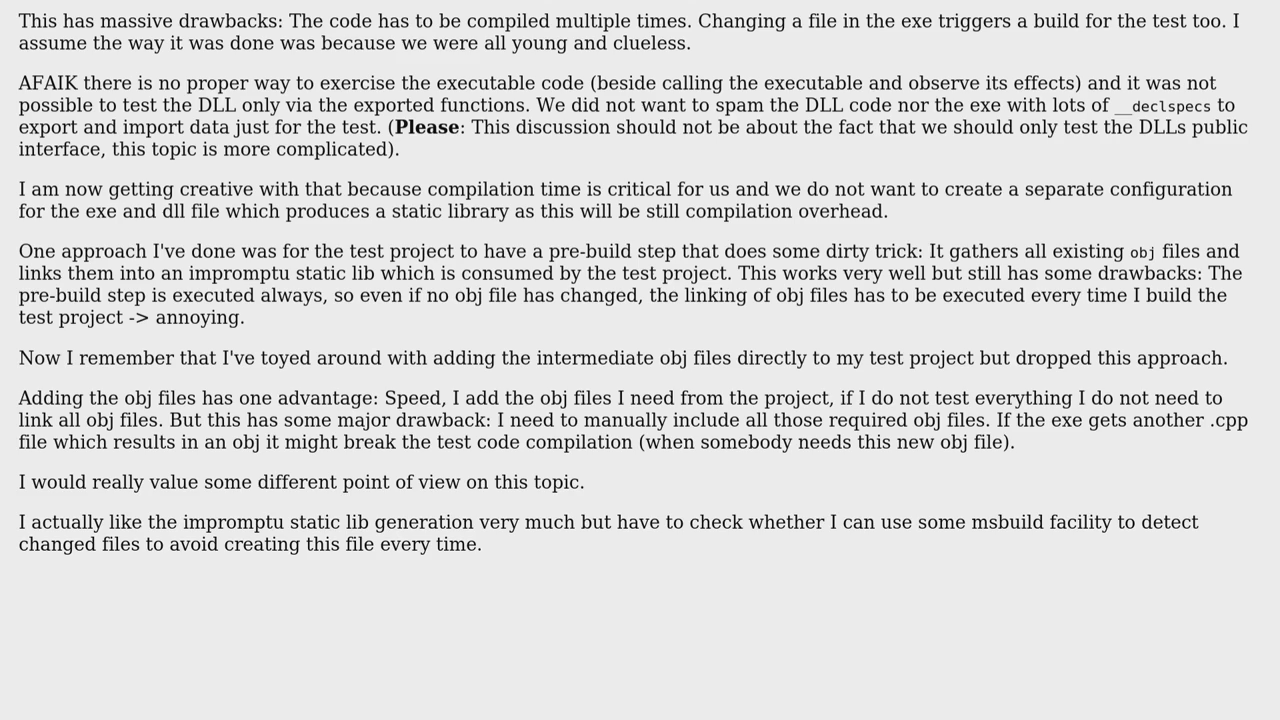 This has massive drawbacks: The code has to be compiled multiple times. Changing a file in the exe triggers a build for the test too. I
assume the way it was done was because we were all young and clueless.
AFAIK there is no proper way to exercise the executable code (beside calling the executable and observe its effects) and it was not
possible to test the DLL only via the exported functions. We did not want to spam the DLL code nor the exe with lots of __declspecs to
export and import data just for the test. (Please: This discussion should not be about the fact that we should only test the DLLs public
interface, this topic is more complicated).
I am now getting creative with that because compilation time is critical for us and we do not want to create a separate configuration
for the exe and dll file which produces a static library as this will be still compilation overhead.
One approach I've done was for the test project to have a pre-build step that does some dirty trick: It gathers all existing obj files and
links them into an impromptu static lib which is consumed by the test project. This works very well but still has some drawbacks: The
pre-build step is executed always, so even if no obj file has changed, the linking of obj files has to be executed every time I build the
test project -> annoying.
Now I remember that I've toyed around with adding the intermediate obj files directly to my test project but dropped this approach.
Adding the obj files has one advantage: Speed, I add the obj files I need from the project, if I do not test everything I do not need to
link all obj files. But this has some major drawback: I need to manually include all those required obj files. If the exe gets another .cpp
file which results in an obj it might break the test code compilation (when somebody needs this new obj file).
I would really value some different point of view on this topic.
I actually like the impromptu static lib generation very much but have to check whether I can use some msbuild facility to detect
changed files to avoid creating this file every time.